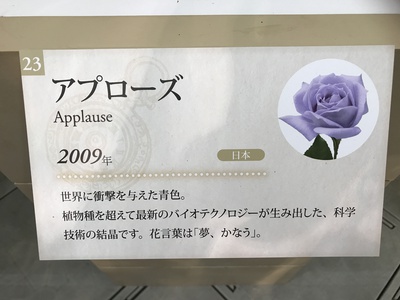 23
アプローズ
Applause
2009年
日本
世界に衝撃を与えた青色。
植物種を超えて最新のバイオテクノロジーが生み出した、科学
技術の結晶です。花言葉は「夢、かなう」。